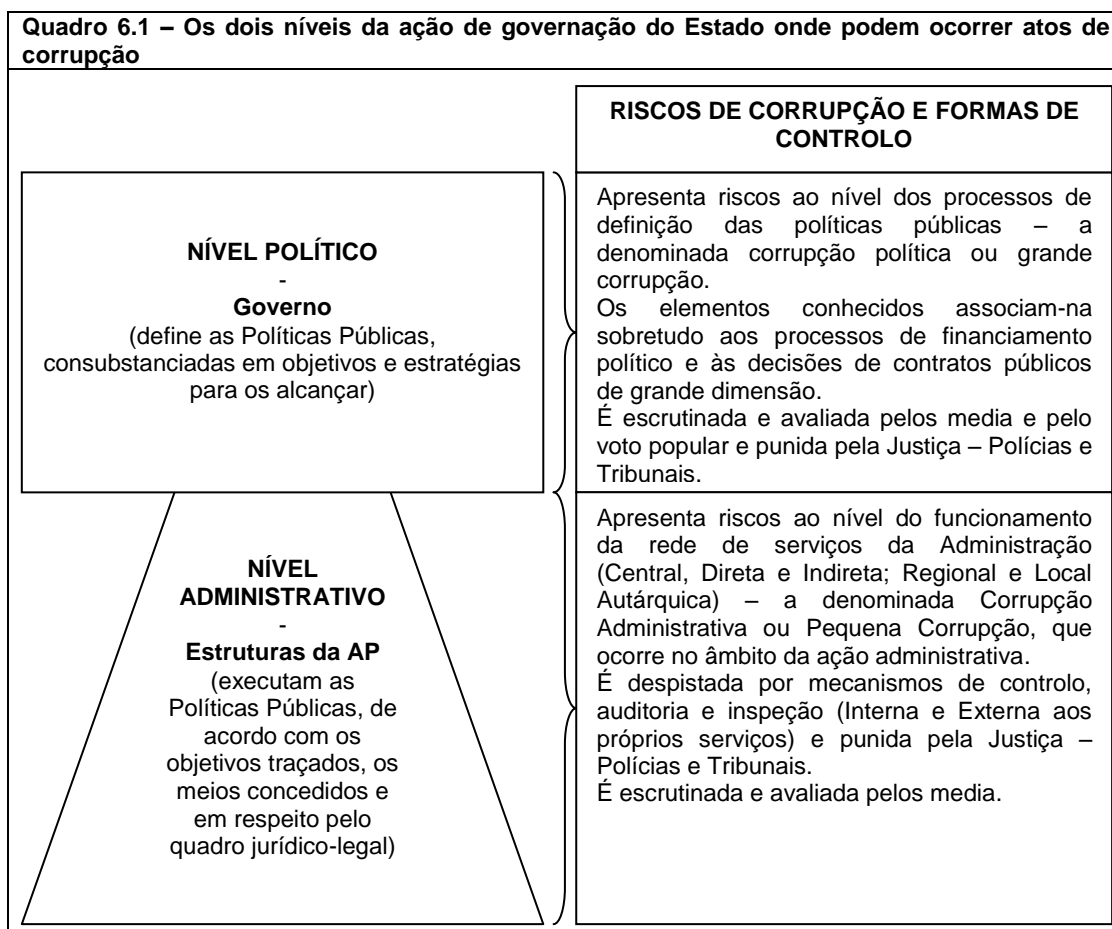 Quadro 6.1 – Os dois níveis da ação de governação do Estado onde podem ocorrer atos de
corrupção
RISCOS DE CORRUPÇÃO E FORMAS DE
CONTROLO
NÍVEL POLÍTICO
-
Governo
(define as Políticas Públicas,
consubstanciadas em objetivos e estratégias
para os alcançar)
Apresenta riscos ao nível dos processos de
definição das políticas públicas – a
denominada corrupção política ou grande
corrupção.
Os elementos conhecidos associam-na
sobretudo aos processos de financiamento
político e às decisões de contratos públicos
de grande dimensão.
É escrutinada e avaliada pelos media e pelo
voto popular e punida pela Justiça – Polícias e
Tribunais.
NÍVEL
ADMINISTRATIVO
-
Estruturas da AP
(executam as
Políticas Públicas, de
acordo com os
objetivos traçados, os
meios concedidos e
em respeito pelo
quadro jurídico-legal)
Apresenta riscos ao nível do funcionamento
da rede de serviços da Administração
(Central, Direta e Indireta; Regional e Local
Autárquica) – a denominada Corrupção
Administrativa ou Pequena Corrupção, que
ocorre no âmbito da ação administrativa.
É despistada por mecanismos de controlo,
auditoria e inspeção (Interna e Externa aos
próprios serviços) e punida pela Justiça –
Polícias e Tribunais.
É escrutinada e avaliada pelos media.